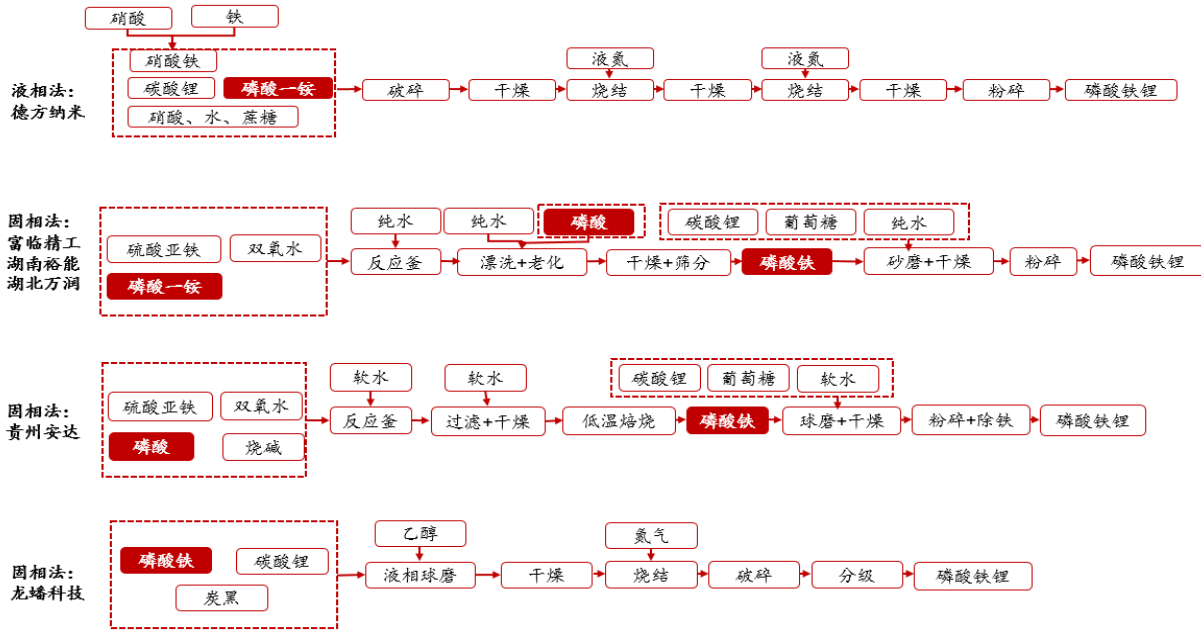 硝酸
铁
液相法：
德方纳米
硝酸铁
碳酸锂
磷酸一铵
硝酸、水、蔗糖
破碎
干燥
液氮
烧结
干燥
液氮
烧结
干燥
粉碎
磷酸铁锂
固相法：
富临精工
湖南裕能
湖北万润
硫酸亚铁
双氧水
磷酸一铵
纯水
反应釜
纯水
磷酸
漂洗+老化
干燥+筛分
磷酸铁
碳酸锂
葡萄糖
纯水
砂磨+干燥
粉碎
磷酸铁锂
固相法：
贵州安达
硫酸亚铁
双氧水
磷酸
烧碱
软水
反应釜
软水
过滤+干燥
低温焙烧
磷酸铁
碳酸锂
葡萄糖
软水
球磨+干燥
粉碎+除铁
磷酸铁锂
固相法：
龙蟠科技
磷酸铁
碳酸锂
炭黑
乙醇
液相球磨
干燥
氮气
烧结
破碎
分级
磷酸铁锂